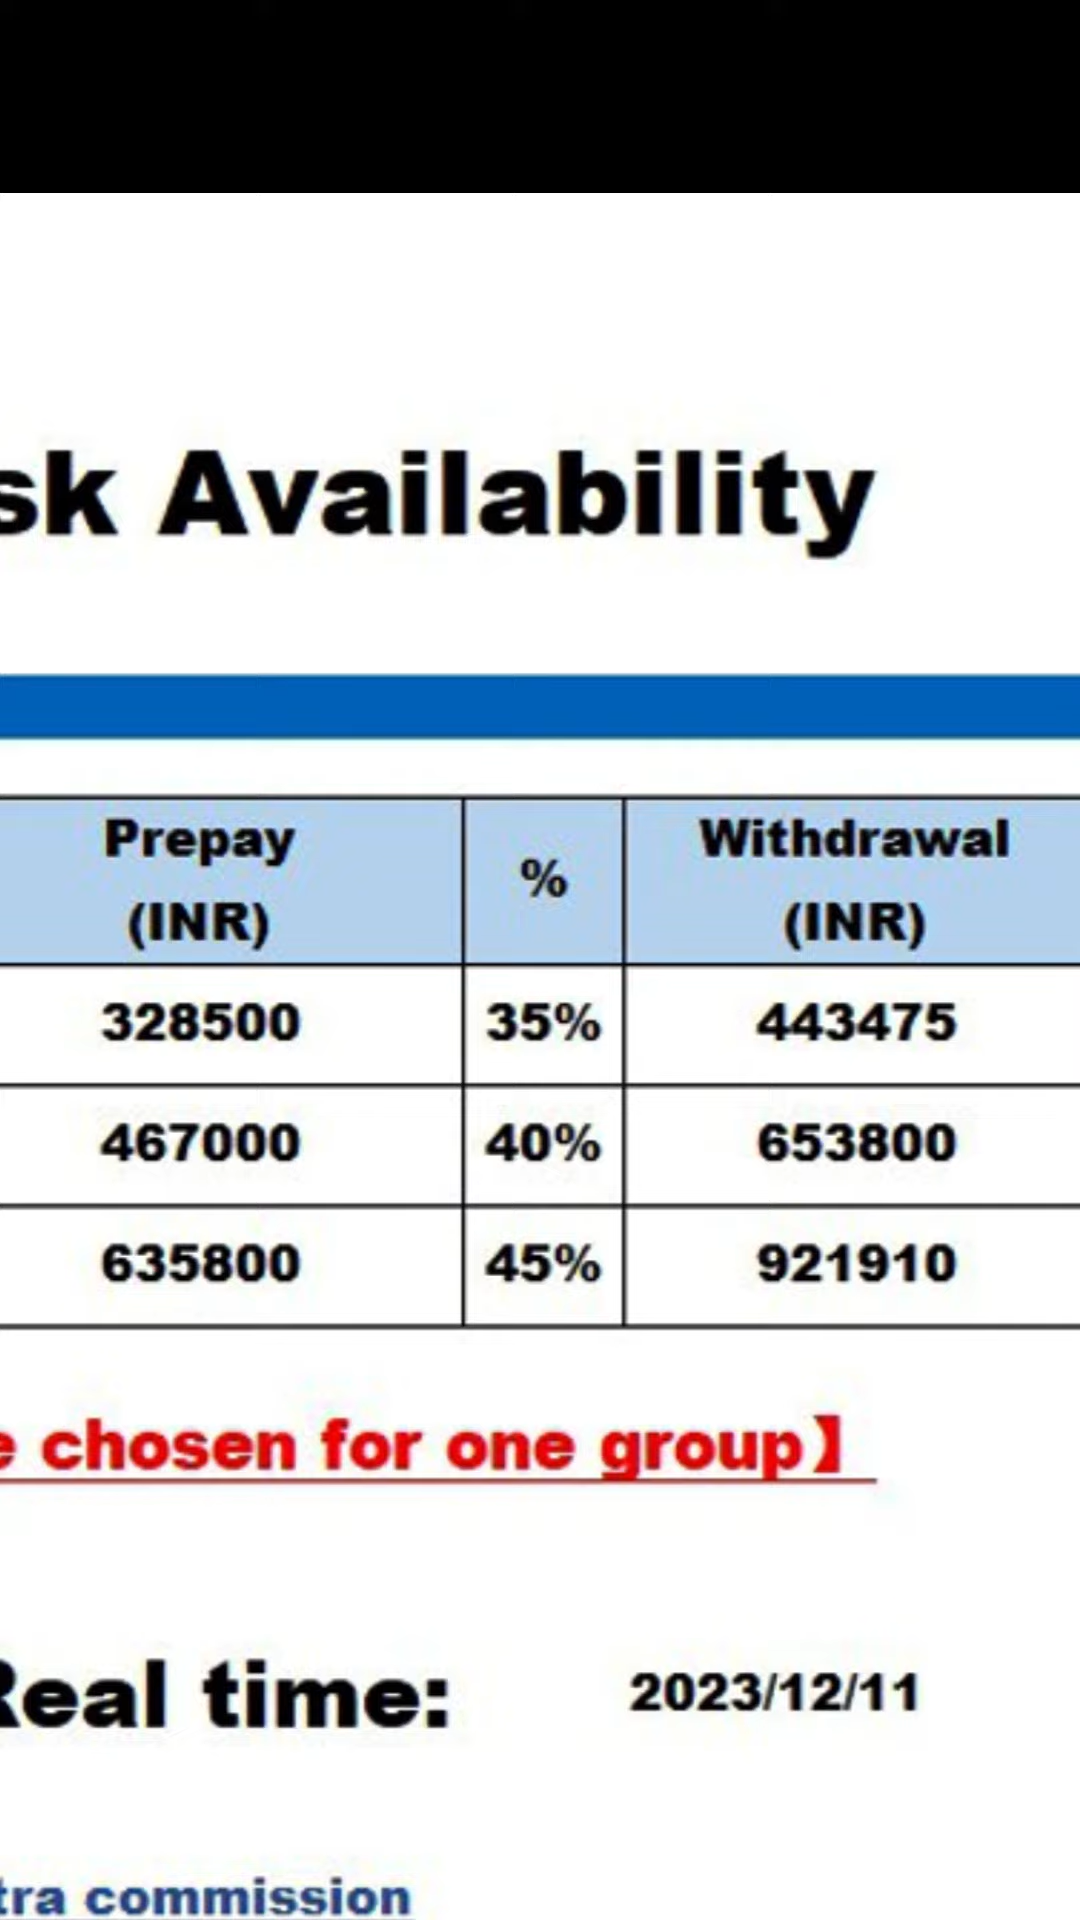 sk Availability
Prepay (INR) % Withdrawal (INR)
328500 35% 443475
467000 40% 653800
635800 45% 921910
e chosen for one group】
Real time: 2023/12/11
tra commission